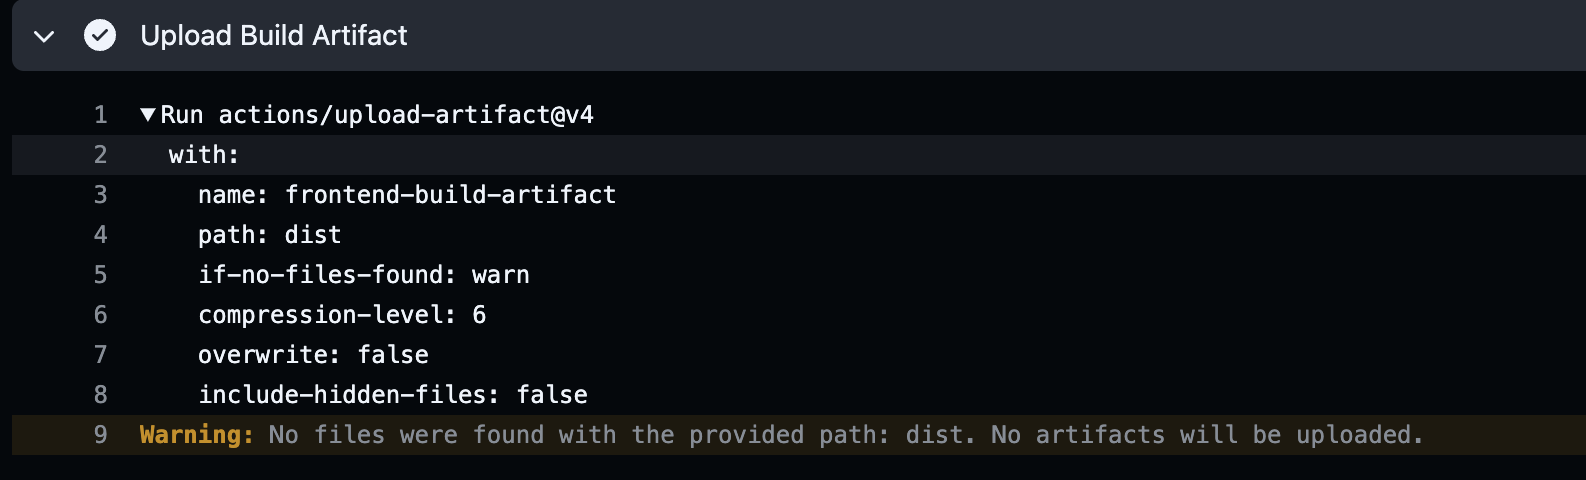 Upload Build Artifact
1 ▼Run actions/upload-artifact@v4
2 with:
3 name: frontend-build-artifact
4 path: dist
5 if-no-files-found: warn
6 compression-level: 6
7 overwrite: false
8 include-hidden-files: false
9 Warning: No files were found with the provided path: dist. No artifacts will be uploaded.